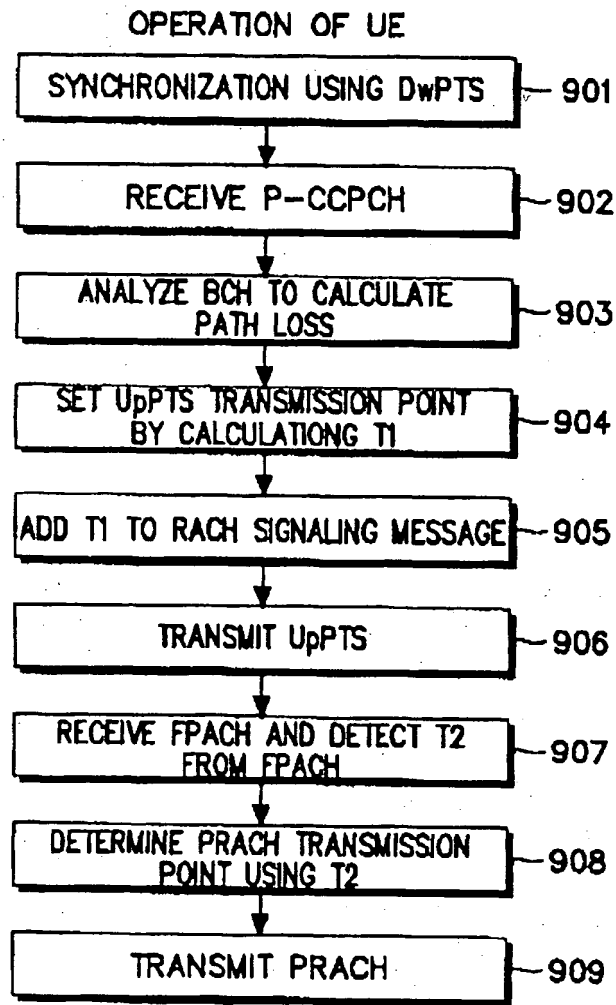 OPERATION OF UE
SYNCHRONIZATION USING DwPTS
901
RECEIVE P-CCPCH
902
ANALYZE BCH TO CALCULATE
PATH LOSS
903
SET UpPTS TRANSMISSION POINT
BY CALCULATIONG T1
904
ADD T1 TO RACH SIGNALING MESSAGE
905
TRANSMIT UpPTS
906
RECEIVE FPACH AND DETECT T2
FROM FPACH
907
DETERMINE PRACH TRANSMISSION
POINT USING T2
908
TRANSMIT PRACH
909